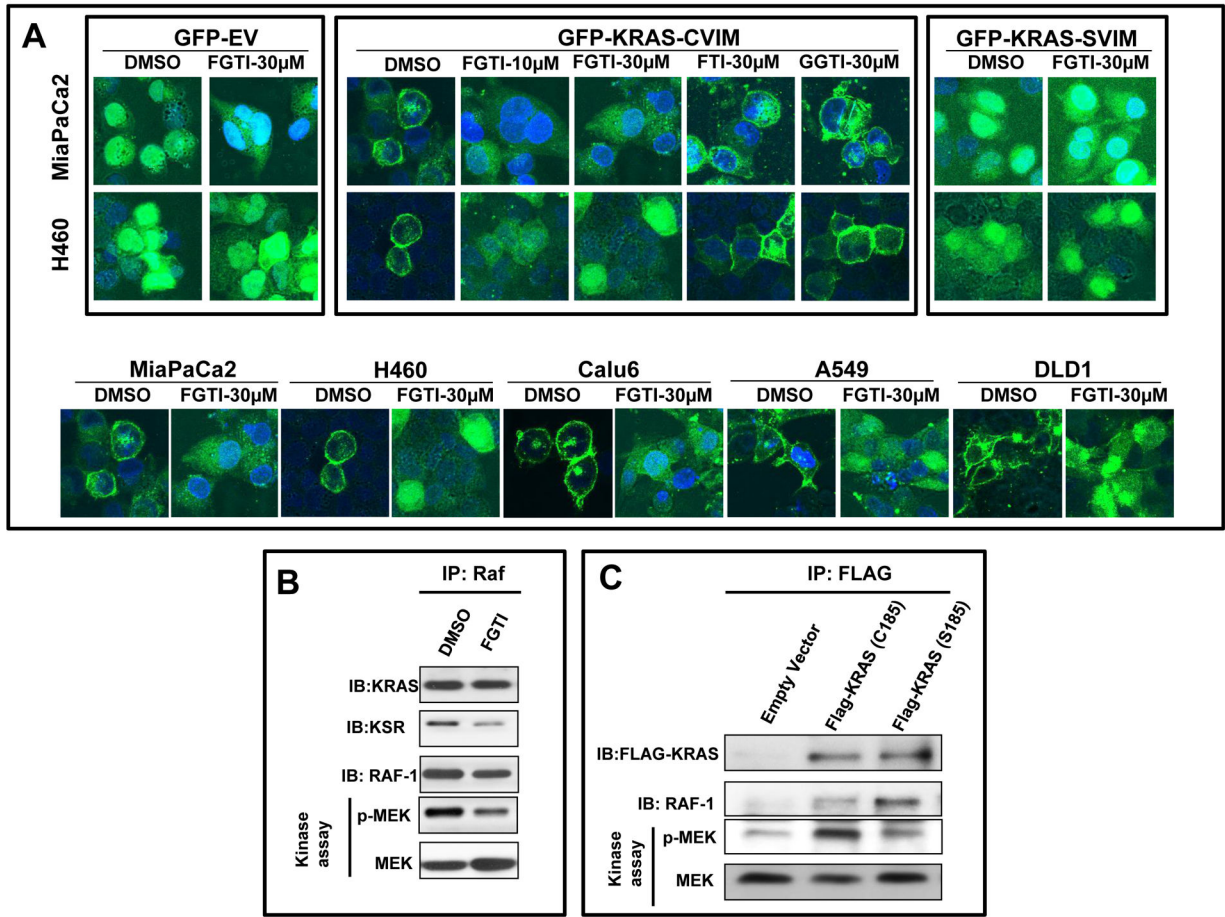 A
GFP-EV
GFP-KRAS-CVIM
GFP-KRAS-SVIM
DMSO FGTI-30µM
DMSO FGTI-10µM FGTI-30µM FTI-30µM GGTI-30µM
DMSO FGTI-30µM
MiaPaCa2
H460
MiaPaCa2 H460 Calu6 A549 DLD1
DMSO FGTI-30µM DMSO FGTI-30µM DMSO FGTI-30µM DMSO FGTI-30µM DMSO FGTI-30µM
B
IP: Raf
DMSO
FGTI
IB:KRAS
IB:KSR
IB: RAF-1
Kinase
assay
p-MEK
MEK
C
IP: FLAG
Empty Vector
Flag-KRAS (C185)
Flag-KRAS (S185)
IB:FLAG-KRAS
IB: RAF-1
Kinase
assay
p-MEK
MEK